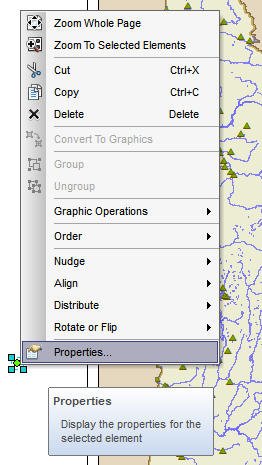 Zoom Whole Page
Zoom To Selected Elements
Cut Ctrl+X
Copy Ctrl+C
Delete Delete
Convert To Graphics
Group
Ungroup
Graphic Operations
Order
Nudge
Align
Distribute
Rotate or Flip
Properties...
Properties
Display the properties for the
selected element